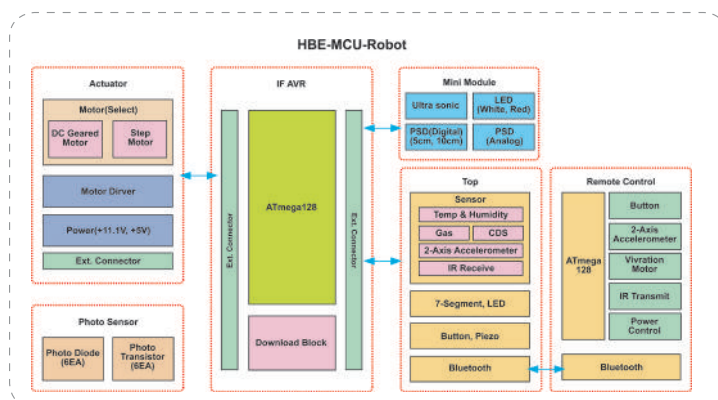 HBE-MCU-Robot
Actuator
Motor(Select)
DC Geared
Motor
Step
Motor
Motor Dirver
Power(+11.1V, +5V)
Ext. Connector
Photo Sensor
Photo Diode
(6EA)
Photo
Transistor
(6EA)
IF AVR
Ext. Connector
ATmega128
Ext. Connector
Download Block
Mini Module
Ultra sonic
LED
(White, Red)
PSD(Digital)
(5cm, 10cm)
PSD
(Analog)
Top
Sensor
Temp & Humidity
Gas
CDS
2-Axis Accelerometer
IR Receive
7-Segment, LED
Button, Piezo
Bluetooth
Remote Control
ATmega
128
Button
2-Axis
Accelerometer
Vivration
Motor
IR Transmit
Power
Control
Bluetooth